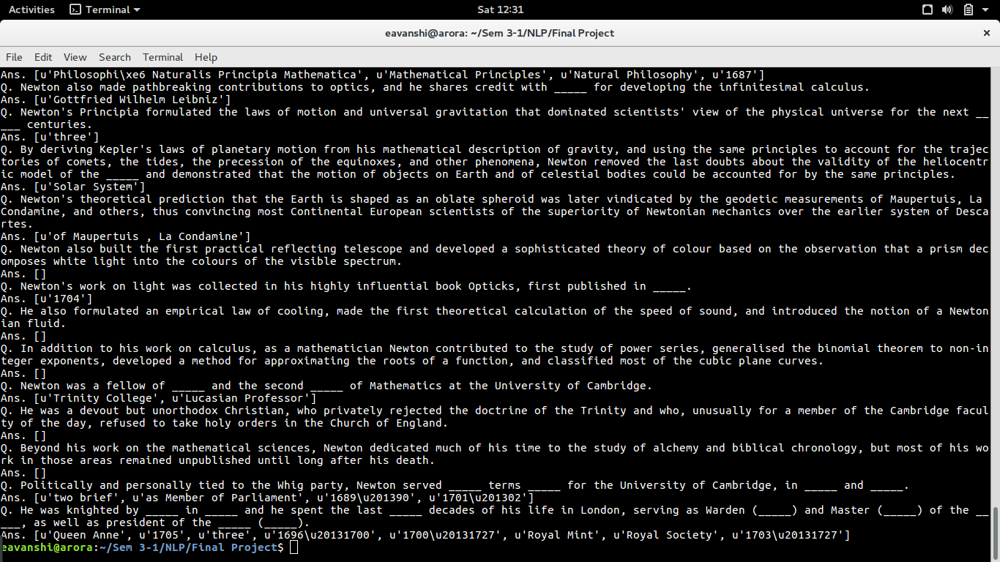 Activities Terminal Sat 12:31
eavanshi@arora: ~/Sem 3-1/NLP/Final Project ×
File Edit View Search Terminal Help
Ans. [u'Philosophi\xe6 Naturalis Principia Mathematica', u'Mathematical Principles', u'Natural Philosophy', u'1687']
Q. Newton also made pathbreaking contributions to optics, and he shares credit with _____ for developing the infinitesimal calculus.
Ans. [u'Gottfried Wilhelm Leibniz']
Q. Newton's Principia formulated the laws of motion and universal gravitation that dominated scientists' view of the physical universe for the next __
___ centuries.
Ans. [u'three']
Q. By deriving Kepler's laws of planetary motion from his mathematical description of gravity, and using the same principles to account for the trajec
tories of comets, the tides, the precession of the equinoxes, and other phenomena, Newton removed the last doubts about the validity of the heliocentr
ic model of the _____ and demonstrated that the motion of objects on Earth and of celestial bodies could be accounted for by the same principles.
Ans. [u'Solar System']
Q. Newton's theoretical prediction that the Earth is shaped as an oblate spheroid was later vindicated by the geodetic measurements of Maupertuis, La
Condamine, and others, thus convincing most Continental European scientists of the superiority of Newtonian mechanics over the earlier system of Desca
rtes.
Ans. [u'of Maupertuis , La Condamine']
Q. Newton also built the first practical reflecting telescope and developed a sophisticated theory of colour based on the observation that a prism dec
omposes white light into the colours of the visible spectrum.
Ans. []
Q. Newton's work on light was collected in his highly influential book Opticks, first published in _____.
Ans. [u'1704']
Q. He also formulated an empirical law of cooling, made the first theoretical calculation of the speed of sound, and introduced the notion of a Newton
ian fluid.
Ans. []
Q. In addition to his work on calculus, as a mathematician Newton contributed to the study of power series, generalised the binomial theorem to non-in
teger exponents, developed a method for approximating the roots of a function, and classified most of the cubic plane curves.
Ans. []
Q. Newton was a fellow of _____ and the second _____ of Mathematics at the University of Cambridge.
Ans. [u'Trinity College', u'Lucasian Professor']
Q. He was a devout but unorthodox Christian, who privately rejected the doctrine of the Trinity and who, unusually for a member of the Cambridge facul
ty of the day, refused to take holy orders in the Church of England.
Ans. []
Q. Beyond his work on the mathematical sciences, Newton dedicated much of his time to the study of alchemy and biblical chronology, but most of his wo
rk in those areas remained unpublished until long after his death.
Ans. []
Q. Politically and personally tied to the Whig party, Newton served _____ terms _____ for the University of Cambridge, in _____ and _____.
Ans. [u'two brief', u'as Member of Parliament', u'1689\u201390', u'1701\u201302']
Q. He was knighted by _____ in _____ and he spent the last _____ decades of his life in London, serving as Warden (_____) and Master (_____) of the __
___, as well as president of the _____ (_____).
Ans. [u'Queen Anne', u'1705', u'three', u'1696\u20131700', u'1700\u20131727', u'Royal Mint', u'Royal Society', u'1703\u20131727']
eavanshi@arora:~/Sem 3-1/NLP/Final Project$